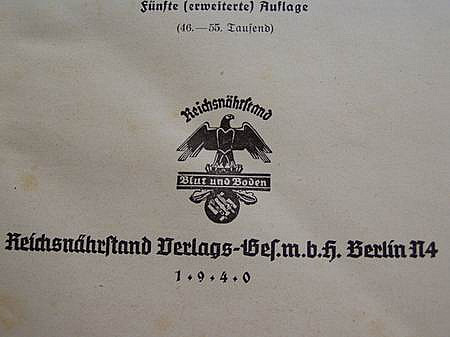 Fünfte (erweiterte) Auflage
(46.—55. Tausend)
Reichsnährstand
Blut und Boden
Reichsnährstand Verlags-Ges.m.b.H. Berlin N4
1•9•4•0